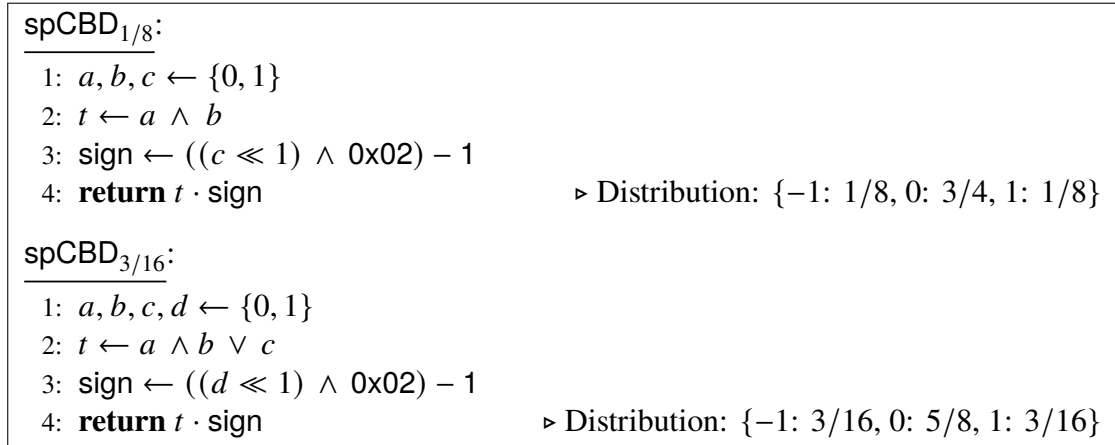 spCBD1/8:
1: a, b, c ← {0, 1}
2: t ← a ∧ b
3: sign ← ((c ≪ 1) ∧ 0x02) − 1
4: return t · sign ▹ Distribution: {−1: 1/8, 0: 3/4, 1: 1/8}
spCBD3/16:
1: a, b, c, d ← {0, 1}
2: t ← a ∧ b ∨ c
3: sign ← ((d ≪ 1) ∧ 0x02) − 1
4: return t · sign ▹ Distribution: {−1: 3/16, 0: 5/8, 1: 3/16}